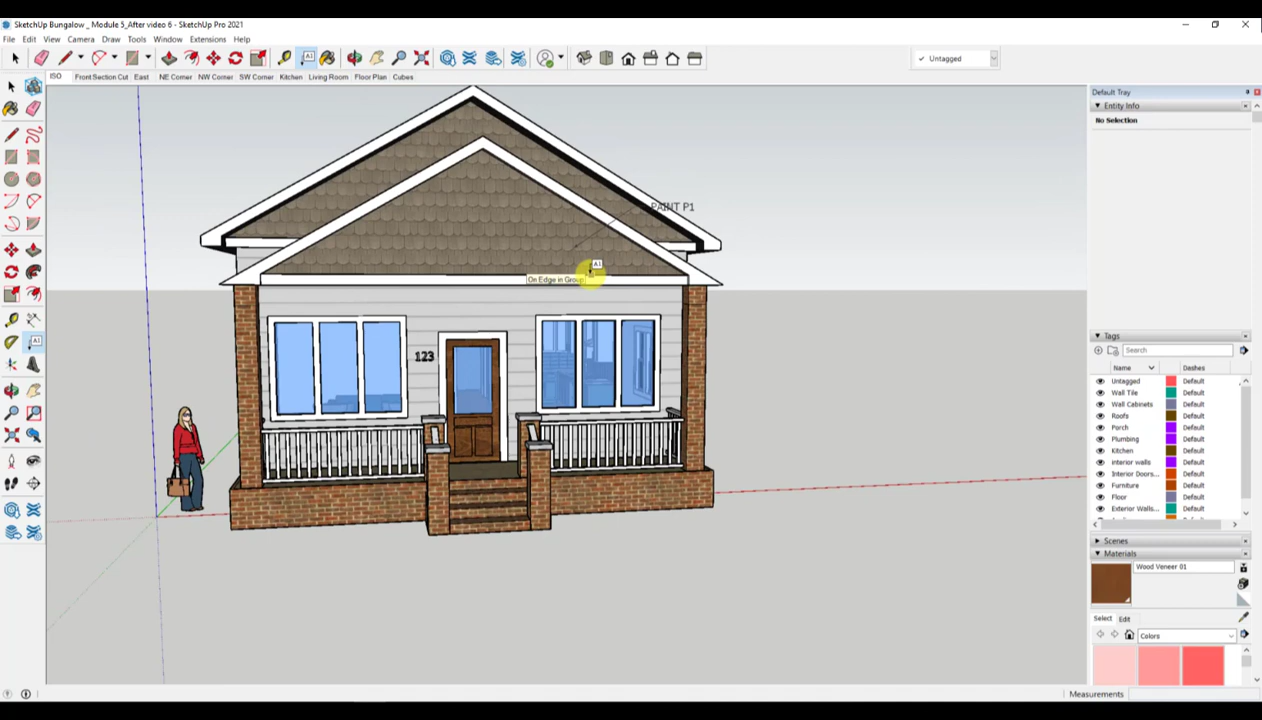 SketchUp Bungalow _ Module 5_After video 6 - SketchUp Pro 2021
File Edit View Camera Draw Tools Window Extensions Help
Untagged
ISO Front Section Cut East NE Corner NW Corner SW Corner Kitchen Living Room Floor Plan Cubes
Default Tray
Entity Info
No Selection
PAINT P1
A1
On Edge in Group
123
Tags
Search
Name Dashes
Untagged Default
Wall Tile Default
Wall Cabinets Default
Roofs Default
Porch Default
Plumbing Default
Kitchen Default
interior walls Default
Interior Doors... Default
Furniture Default
Floor Default
Exterior Walls... Default
Scenes
Materials
Wood Veneer 01
Select Edit
Colors
Measurements